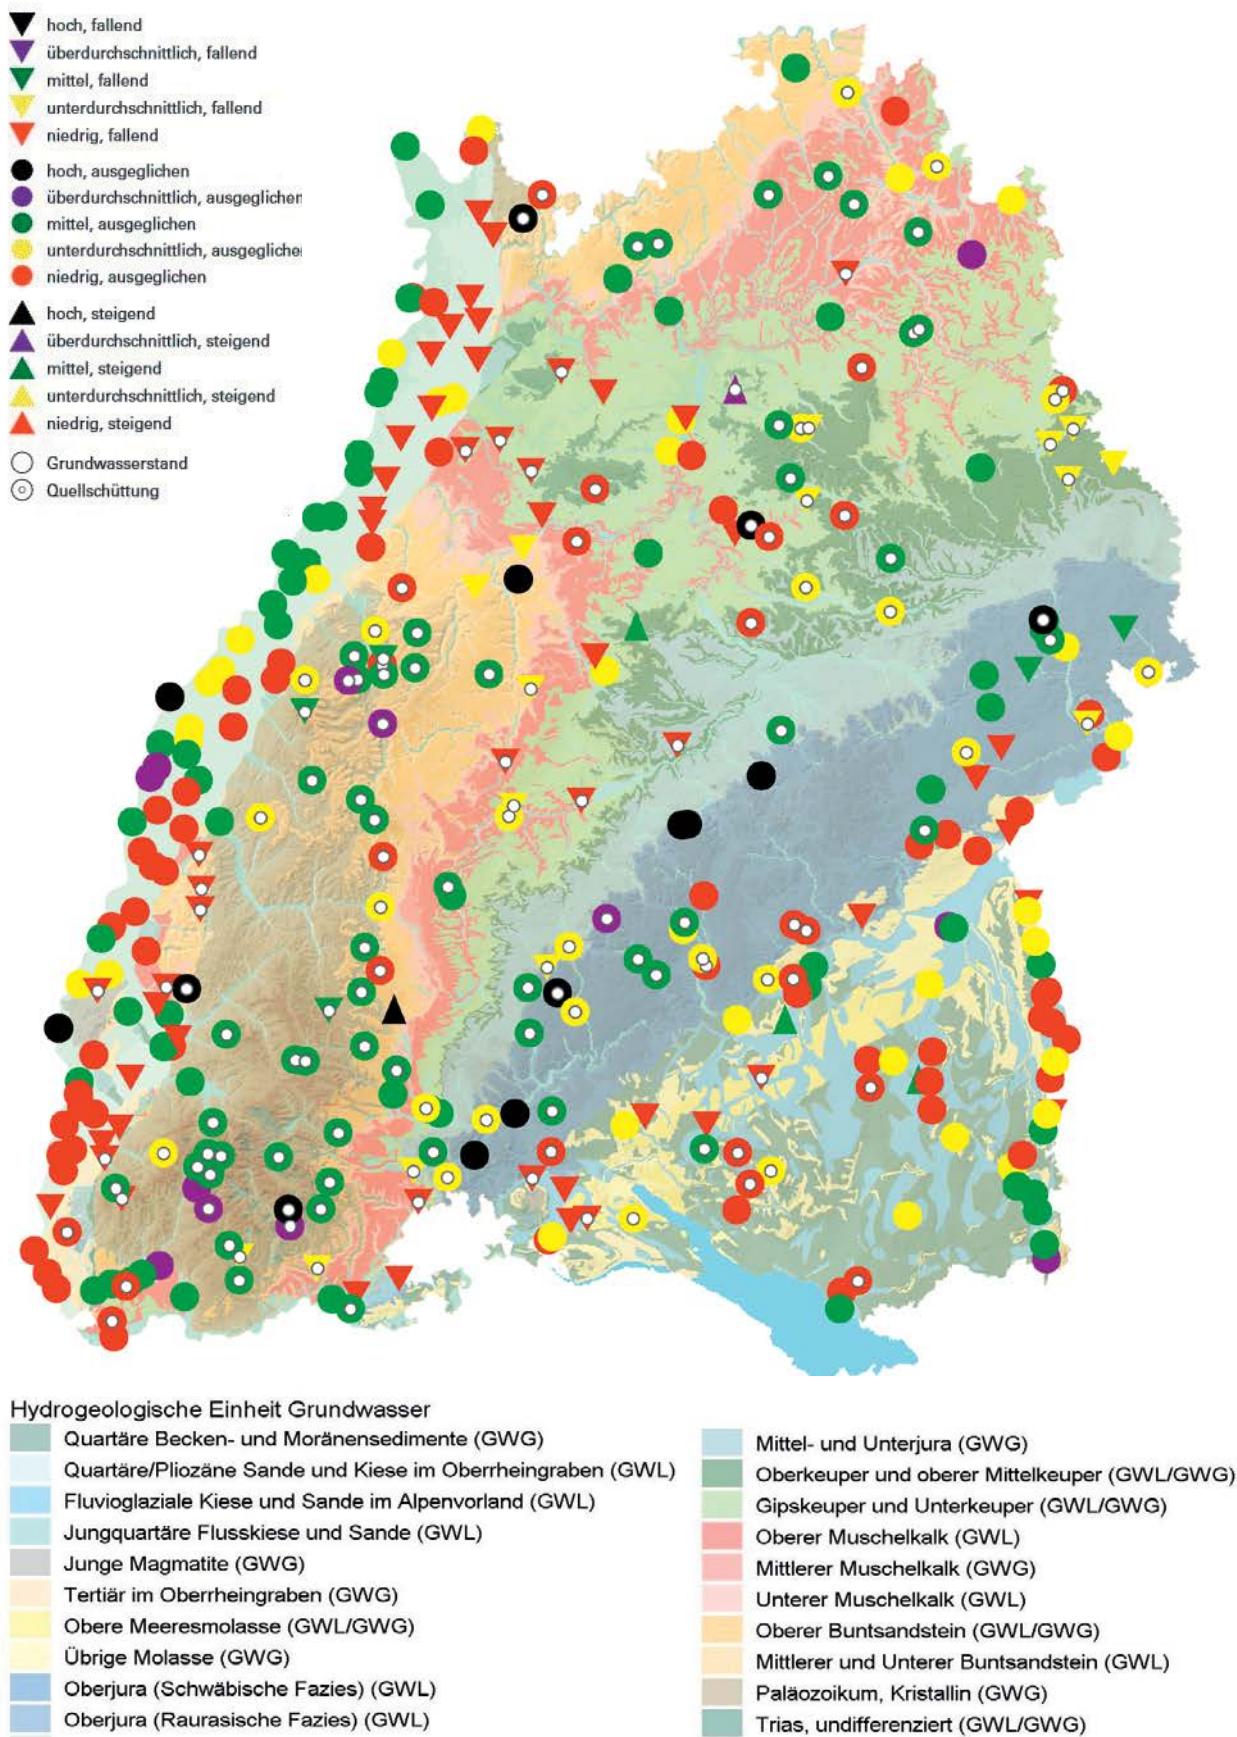 hoch, fallend
überdurchschnittlich, fallend
mittel, fallend
unterdurchschnittlich, fallend
niedrig, fallend
hoch, ausgeglichen
überdurchschnittlich, ausgeglichen
mittel, ausgeglichen
unterdurchschnittlich, ausgegliche
niedrig, ausgeglichen
hoch, steigend
überdurchschnittlich, steigend
mittel, steigend
unterdurchschnittlich, steigend
niedrig, steigend
Grundwasserstand
Quellschüttung
Hydrogeologische Einheit Grundwasser
Quartäre Becken- und Moränensedimente (GWG)
Quartäre/Pliozäne Sande und Kiese im Oberrheingraben (GWL)
Fluvioglaziale Kiese und Sande im Alpenvorland (GWL)
Jungquartäre Flusskiese und Sande (GWL)
Junge Magmatite (GWG)
Tertiär im Oberrheingraben (GWG)
Obere Meeresmolasse (GWL/GWG)
Übrige Molasse (GWG)
Oberjura (Schwäbische Fazies) (GWL)
Oberjura (Raurasische Fazies) (GWL)
Mittel- und Unterjura (GWG)
Oberkeuper und oberer Mittelkeuper (GWL/GWG)
Gipskeuper und Unterkeuper (GWL/GWG)
Oberer Muschelkalk (GWL)
Mittlerer Muschelkalk (GWG)
Unterer Muschelkalk (GWL)
Oberer Buntsandstein (GWL/GWG)
Mittlerer und Unterer Buntsandstein (GWL)
Paläozoikum, Kristallin (GWG)
Trias, undifferenziert (GWL/GWG)